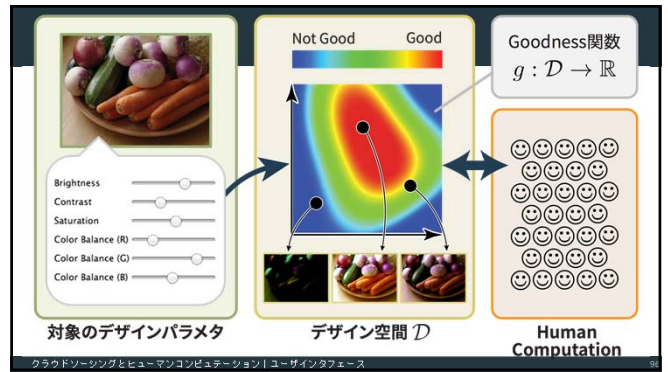 Not Good Good
Goodness関数
g : 𝒟 → ℝ
Brightness
Contrast
Saturation
Color Balance (R)
Color Balance (G)
Color Balance (B)
対象のデザインパラメタ
デザイン空間 𝒟
Human
Computation
クラウドソーシングとヒューマンコンピュテーション | ユーザインタフェース
96